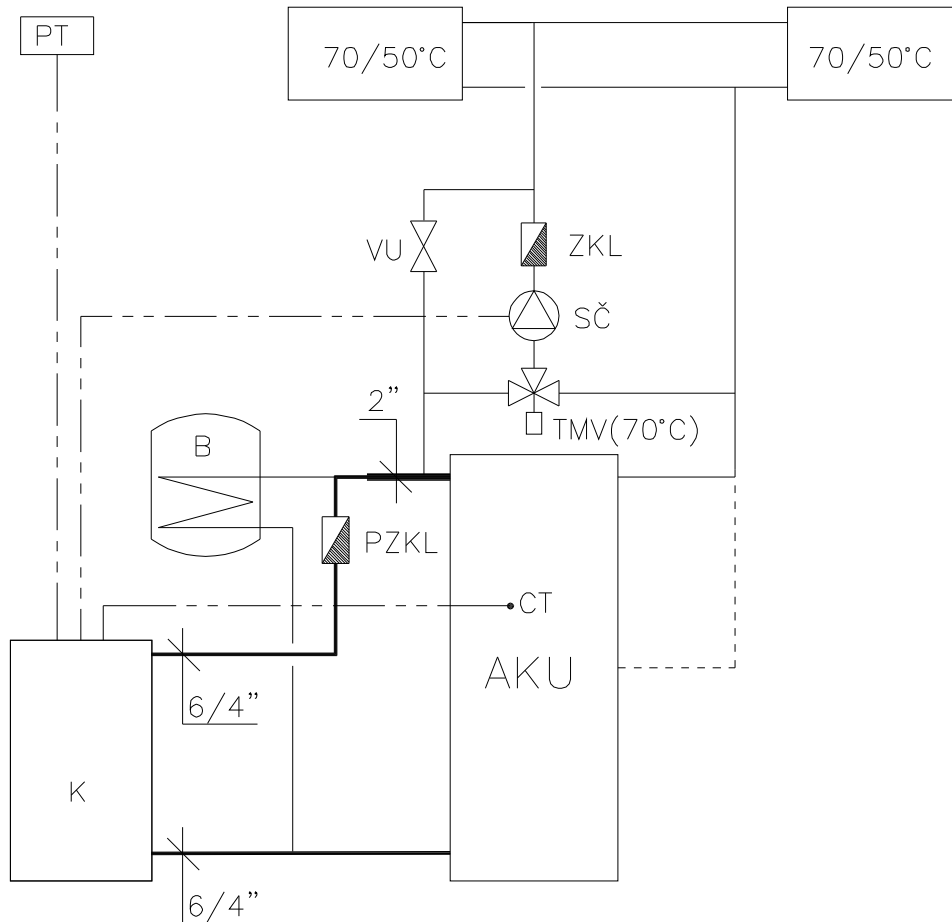 PT
70/50°C
70/50°C
VU
ZKL
SČ
2”
TMV(70°C)
B
PZKL
CT
AKU
6/4”
K
6/4”